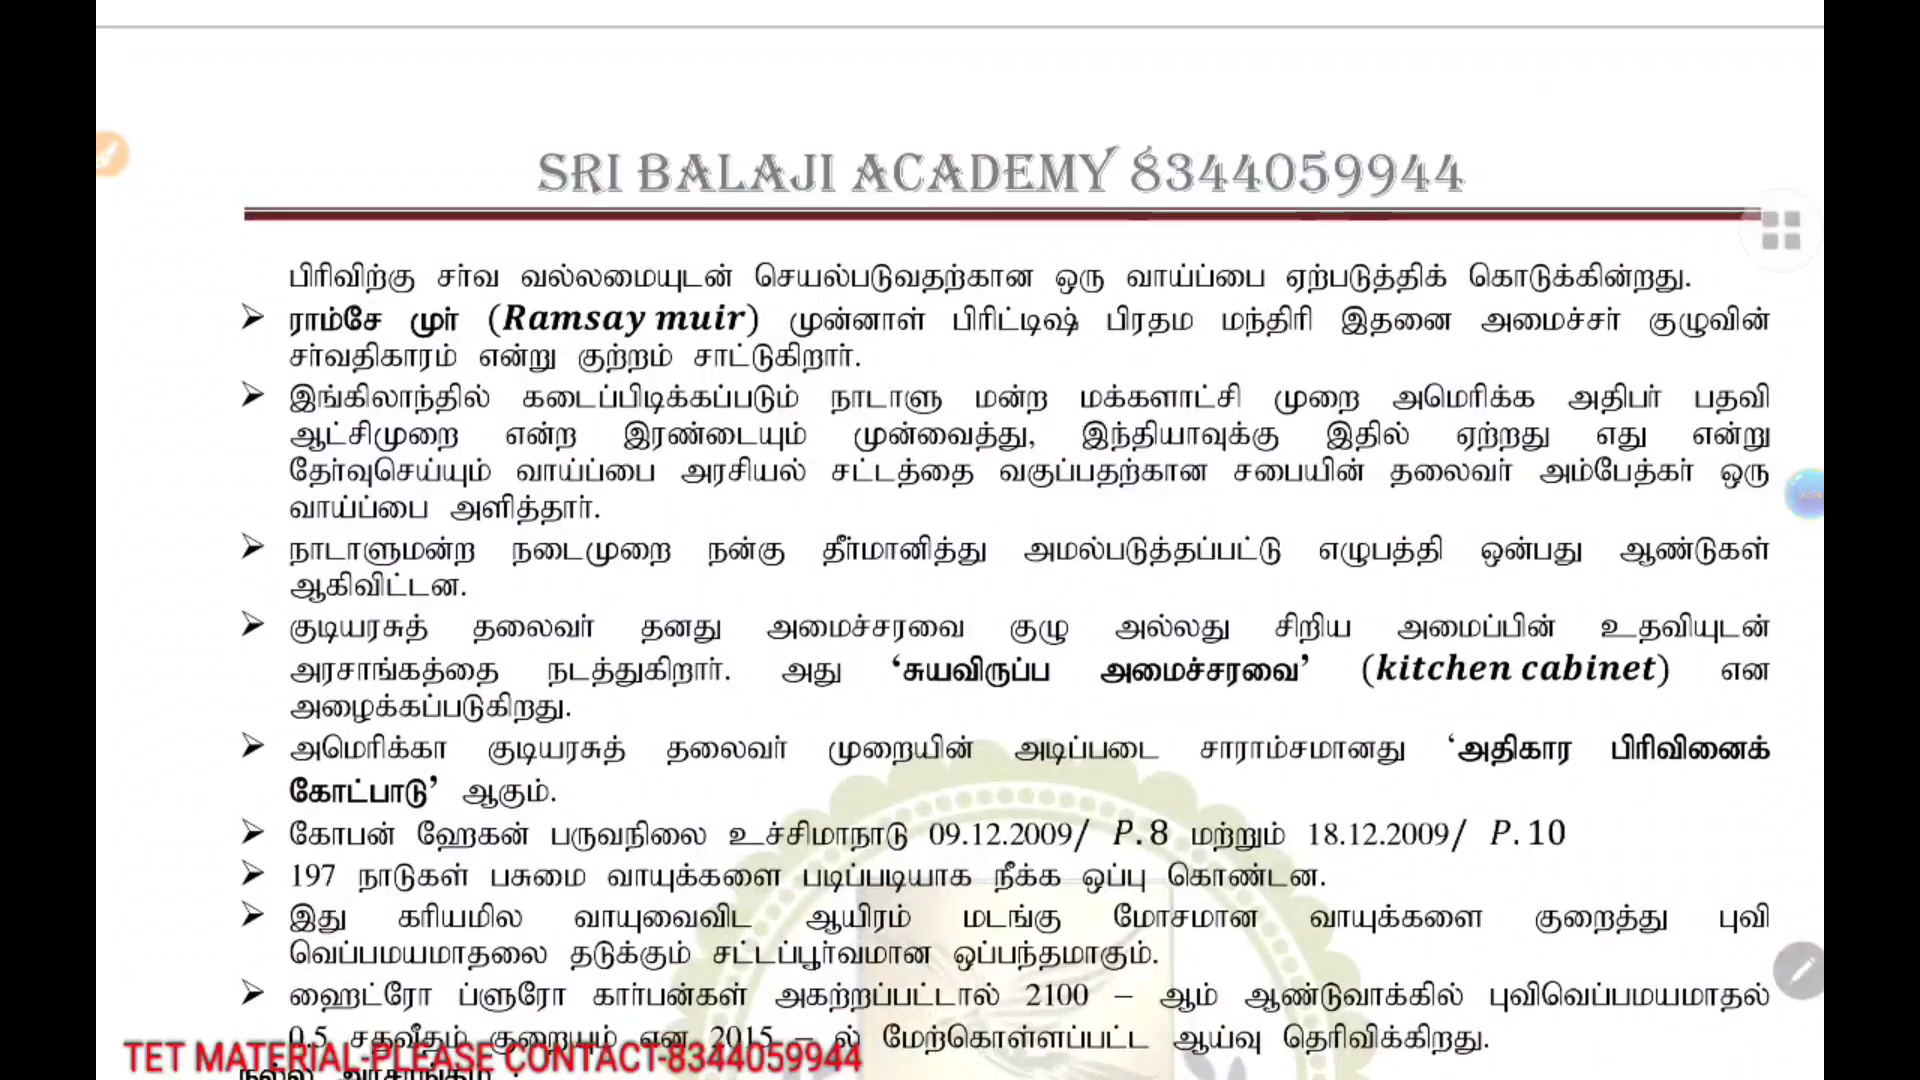 SRI BALAJI ACADEMY 8344059944
பிரிவிற்கு சர்வ வல்லமையுடன் செயல்படுவதற்கான ஒரு வாய்ப்பை ஏற்படுத்திக் கொடுக்கின்றது.
➢ ராம்சே முர் (Ramsay muir) முன்னாள் பிரிட்டிஷ் பிரதம மந்திரி இதனை அமைச்சர் குழுவின்
சர்வதிகாரம் என்று குற்றம் சாட்டுகிறார்.
➢ இங்கிலாந்தில் கடைப்பிடிக்கப்படும் நாடாளு மன்ற மக்களாட்சி முறை அமெரிக்க அதிபர் பதவி
ஆட்சிமுறை என்ற இரண்டையும் முன்வைத்து, இந்தியாவுக்கு இதில் ஏற்றது எது என்று
தேர்வுசெய்யும் வாய்ப்பை அரசியல் சட்டத்தை வகுப்பதற்கான சபையின் தலைவர் அம்பேத்கர் ஒரு
வாய்ப்பை அளித்தார்.
➢ நாடாளுமன்ற நடைமுறை நன்கு தீர்மானித்து அமல்படுத்தப்பட்டு எழுபத்தி ஒன்பது ஆண்டுகள்
ஆகிவிட்டன.
➢ குடியரசுத் தலைவர் தனது அமைச்சரவை குழு அல்லது சிறிய அமைப்பின் உதவியுடன்
அரசாங்கத்தை நடத்துகிறார். அது ‘சுயவிருப்ப அமைச்சரவை’ (kitchen cabinet) என
அழைக்கப்படுகிறது.
➢ அமெரிக்கா குடியரசுத் தலைவர் முறையின் அடிப்படை சாராம்சமானது ‘அதிகார பிரிவினைக்
கோட்பாடு’ ஆகும்.
➢ கோபன் ஹேகன் பருவநிலை உச்சிமாநாடு 09.12.2009/ P.8 மற்றும் 18.12.2009/ P.10
➢ 197 நாடுகள் பசுமை வாயுக்களை படிப்படியாக நீக்க ஒப்பு கொண்டன.
➢ இது கரியமில வாயுவைவிட ஆயிரம் மடங்கு மோசமான வாயுக்களை குறைத்து புவி
வெப்பமயமாதலை தடுக்கும் சட்டப்பூர்வமான ஒப்பந்தமாகும்.
➢ ஹைட்ரோ ப்ளுரோ கார்பன்கள் அகற்றப்பட்டால் 2100 – ஆம் ஆண்டுவாக்கில் புவிவெப்பமயமாதல்
0.5 சதவீதம் குறையும் என 2015 – ல் மேற்கொள்ளப்பட்ட ஆய்வு தெரிவிக்கிறது.
TET MATERIAL-PLEASE CONTACT-8344059944